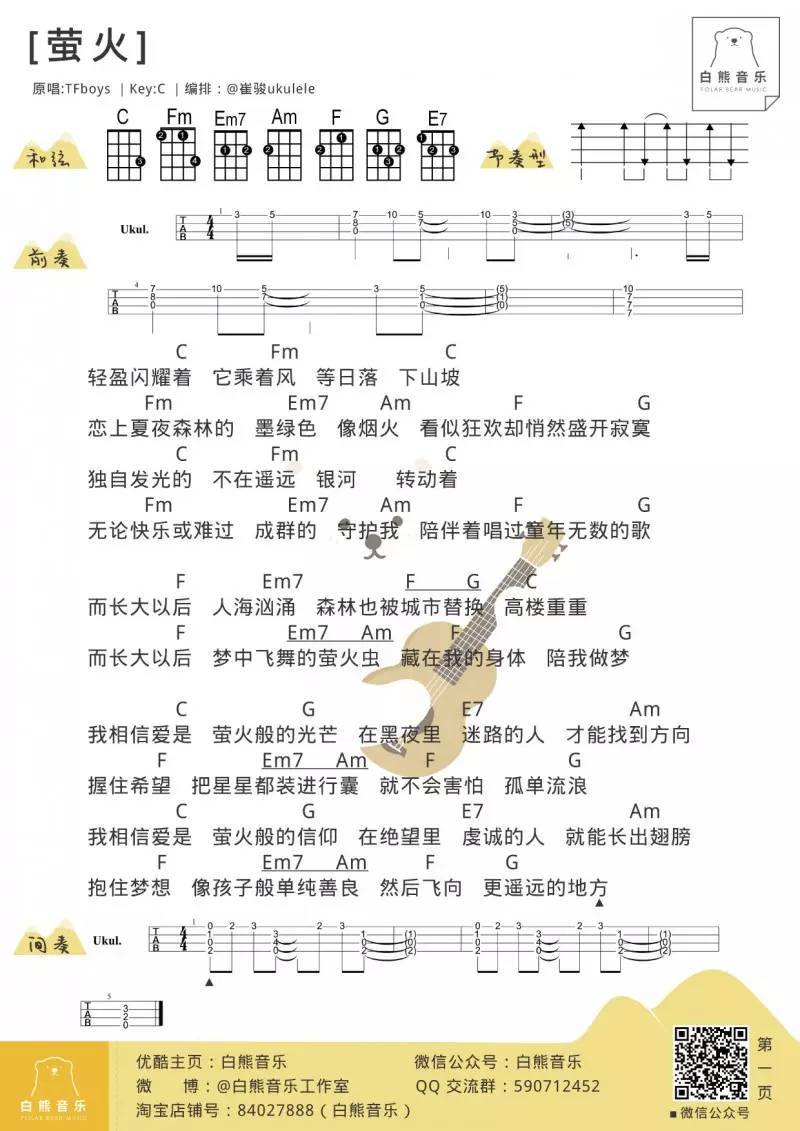 [萤火]
原唱:TFboys | Key:C | 编排：@崔骏ukulele
白熊音乐
POLAR BEAR MUSIC
C Fm Em7 Am F G E7
和弦
节奏型
前奏
Ukul.
C Fm C
轻盈闪耀着 它乘着风 等日落 下山坡
Fm Em7 Am F G
恋上夏夜森林的 墨绿色 像烟火 看似狂欢却悄然盛开寂寞
C Fm C
独自发光的 不在遥远 银河 转动着
Fm Em7 Am F G
无论快乐或难过 成群的 守护我 陪伴着唱过童年无数的歌
F Em7 F G C
而长大以后 人海汹涌 森林也被城市替换 高楼重重
F Em7 Am F G
而长大以后 梦中飞舞的萤火虫 藏在我的身体 陪我做梦
C G E7 Am
我相信爱是 萤火般的光芒 在黑夜里 迷路的人 才能找到方向
F Em7 Am F G
握住希望 把星星都装进行囊 就不会害怕 孤单流浪
C G E7 Am
我相信爱是 萤火般的信仰 在绝望里 虔诚的人 就能长出翅膀
F Em7 Am F G
抱住梦想 像孩子般单纯善良 然后飞向 更遥远的地方
间奏
Ukul.
白熊音乐
POLAR BEAR MUSIC
优酷主页：白熊音乐
微信公众号：白熊音乐
微 博：@白熊音乐工作室
QQ 交流群：590712452
淘宝店铺号：84027888（白熊音乐）
■微信公众号
第一页